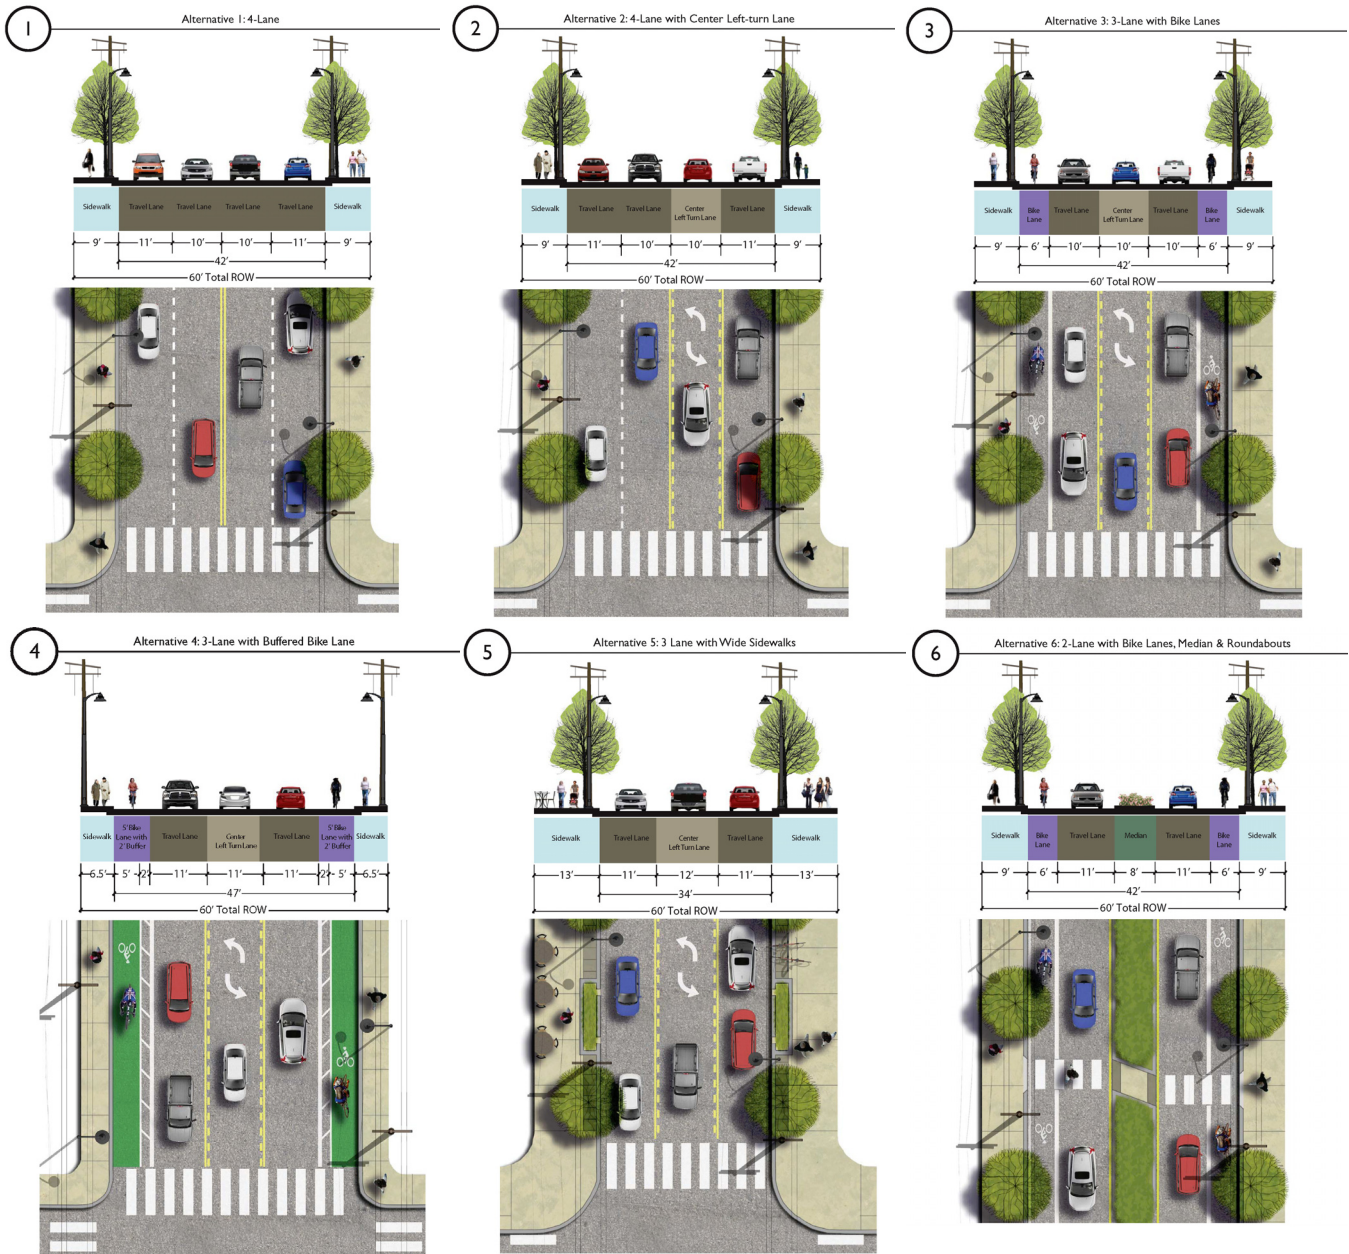 1
Alternative 1: 4-Lane
Sidewalk Travel Lane Travel Lane Travel Lane Travel Lane Sidewalk
9' 11' 10' 10' 11' 9'
42'
60' Total ROW
2
Alternative 2: 4-Lane with Center Left-turn Lane
Sidewalk Travel Lane Travel Lane Center Travel Lane Sidewalk
Left Turn Lane
9' 11' 10' 10' 11' 9'
42'
60' Total ROW
3
Alternative 3: 3-Lane with Bike Lanes
Sidewalk Bike Travel Lane Center Travel Lane Bike Sidewalk
Lane Left Turn Lane Lane
9' 6' 10' 10' 10' 6' 9'
42'
60' Total ROW
4
Alternative 4: 3-Lane with Buffered Bike Lane
Sidewalk 5' Bike Travel Lane Center Travel Lane 5' Bike Sidewalk
Lane with Left Turn Lane Lane with
2' Buffer 2' Buffer
6.5' 5' 2' 11' 11' 11' 2' 5' 6.5'
47'
60' Total ROW
5
Alternative 5: 3 Lane with Wide Sidewalks
Sidewalk Travel Lane Center Travel Lane Sidewalk
Left Turn Lane
13' 11' 12' 11' 13'
34'
60' Total ROW
6
Alternative 6: 2-Lane with Bike Lanes, Median & Roundabouts
Sidewalk Bike Travel Lane Median Travel Lane Bike Sidewalk
Lane Lane
9' 6' 11' 8' 11' 6' 9'
42'
60' Total ROW